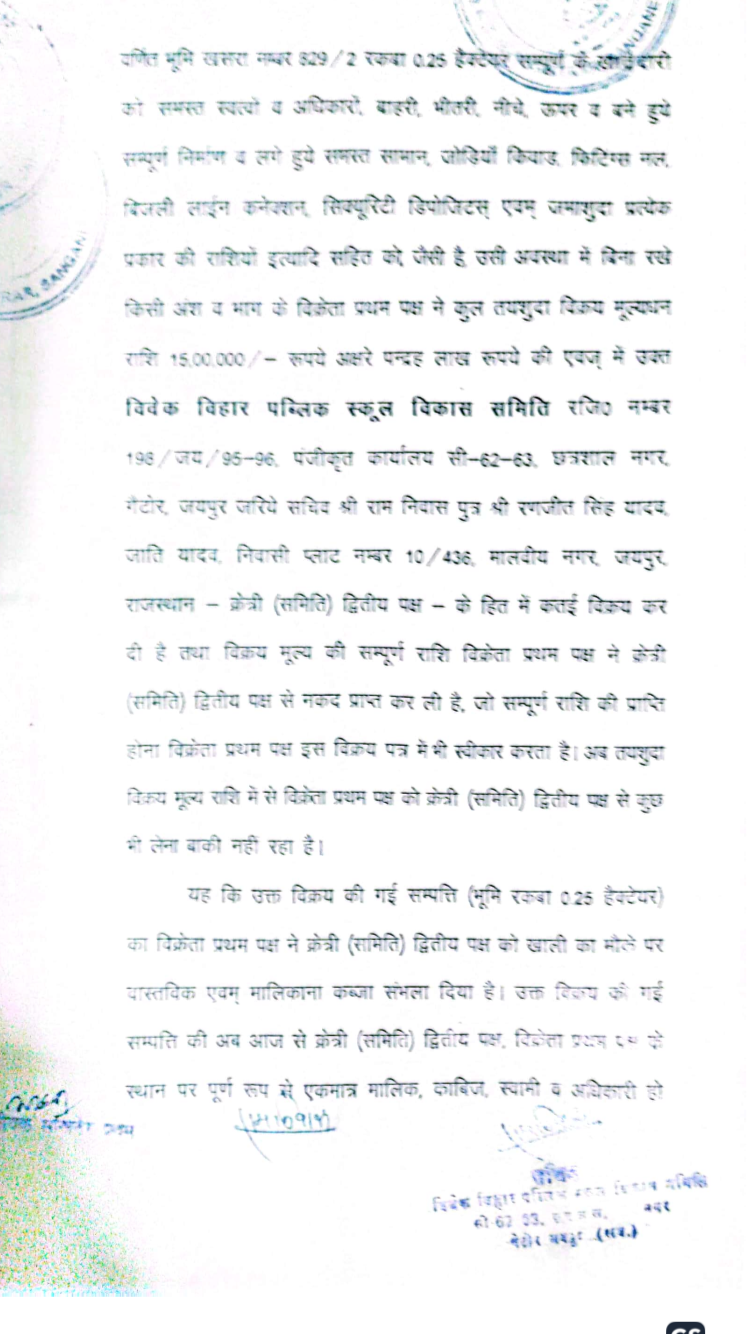 वर्णित भूमि खसरा नम्बर 829/2 रकबा 0.25 हैक्टेयर सम्पूर्ण के खातेदारी
को समस्त स्वत्वों व अधिकारों, बाहरी, भीतरी, नीचे, ऊपर व बने हुये
सम्पूर्ण निर्माण व लगे हुये समस्त सामान, जोडियॉ किवाड, फिटिंग्स नल,
बिजली लाईन कनेक्शन, सिक्यूरिटी डिपोजिटस् एवम् जमाशुदा प्रत्येक
प्रकार की राशियों इत्यादि सहित को, जैसी है, उसी अवस्था में बिना रखे
किसी अंश व भाग के विक्रेता प्रथम पक्ष ने कुल तयशुदा विक्रय मूल्यधन
राशि 15,00,000/– रूपये अक्षरे पन्द्रह लाख रूपये की एवज् में उक्त
विवेक विहार पब्लिक स्कूल विकास समिति रजि0 नम्बर
198/जय/95–96, पंजीकृत कार्यालय सी–62–63, छत्रशाल नगर,
गैटोर, जयपुर जरिये सचिव श्री राम निवास पुत्र श्री रणजीत सिंह यादव,
जाति यादव, निवासी प्लाट नम्बर 10/436, मालवीय नगर, जयपुर,
राजस्थान – क्रेत्री (समिति) द्वितीय पक्ष – के हित में कतई विक्रय कर
दी है तथा विक्रय मूल्य की सम्पूर्ण राशि विक्रेता प्रथम पक्ष ने क्रेत्री
(समिति) द्वितीय पक्ष से नकद प्राप्त कर ली है, जो सम्पूर्ण राशि की प्राप्ति
होना विक्रेता प्रथम पक्ष इस विक्रय पत्र में भी स्वीकार करता है। अब तयशुदा
विक्रय मूल्य राशि में से विक्रेता प्रथम पक्ष को क्रेत्री (समिति) द्वितीय पक्ष से कुछ
भी लेना बाकी नहीं रहा है।
यह कि उक्त विक्रय की गई सम्पत्ति (भूमि रकबा 0.25 हैक्टेयर)
का विक्रेता प्रथम पक्ष ने क्रेत्री (समिति) द्वितीय पक्ष को खाली का मौके पर
वास्तविक एवम् मालिकाना कब्जा संभला दिया है। उक्त विक्रय की गई
सम्पत्ति की अब आज से क्रेत्री (समिति) द्वितीय पक्ष, विक्रेता प्रथम पक्ष के
स्थान पर पूर्ण रूप से एकमात्र मालिक, काबिज, स्वामी व अधिकारी हो
सचिव
विवेक विहार पब्लिक स्कूल विकास समिति
सी-62 63, नगर
गैटोर जयपुर (राज.)